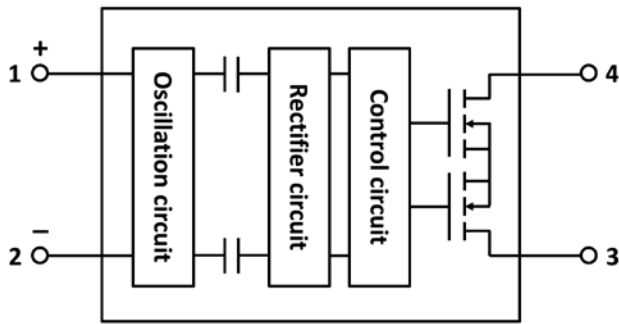 +
1
Oscillation circuit
Rectifier circuit
Control circuit
4
−
2
3